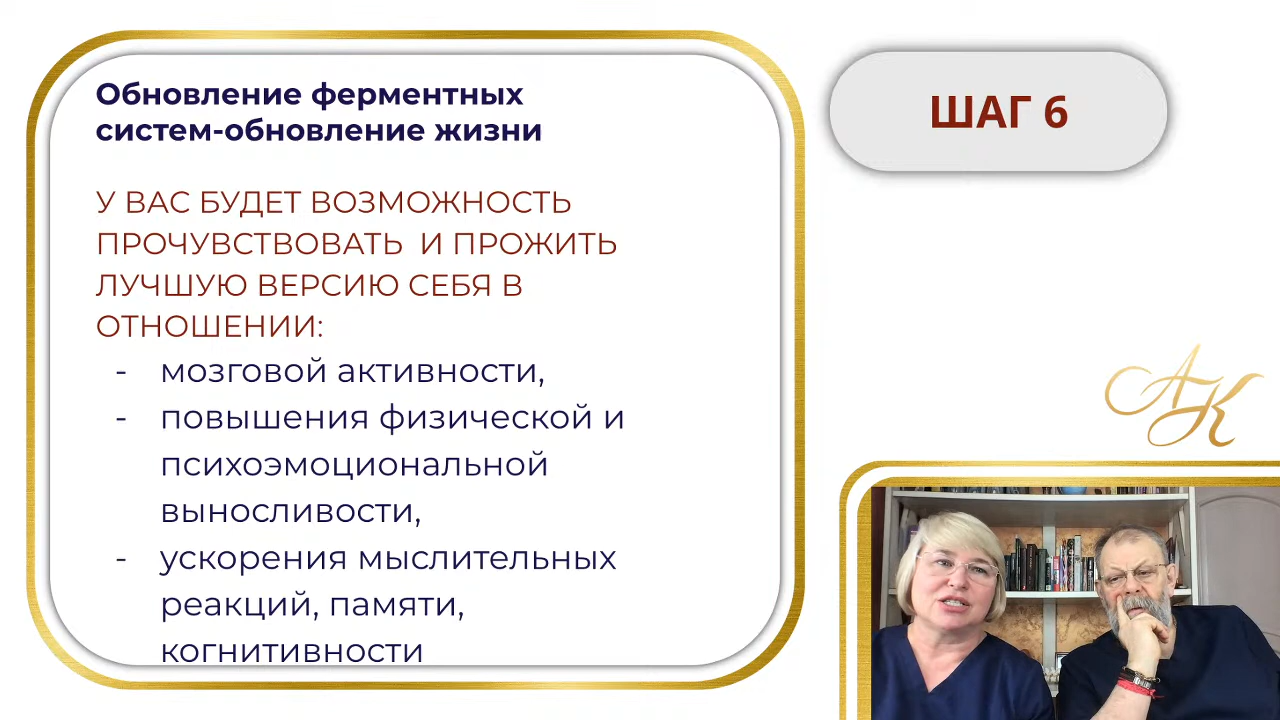 Обновление ферментных
систем-обновление жизни
У ВАС БУДЕТ ВОЗМОЖНОСТЬ
ПРОЧУВСТВОВАТЬ И ПРОЖИТЬ
ЛУЧШУЮ ВЕРСИЮ СЕБЯ В
ОТНОШЕНИИ:
- мозговой активности,
- повышения физической и
психоэмоциональной
выносливости,
- ускорения мыслительных
реакций, памяти,
когнитивности
ШАГ 6
АК